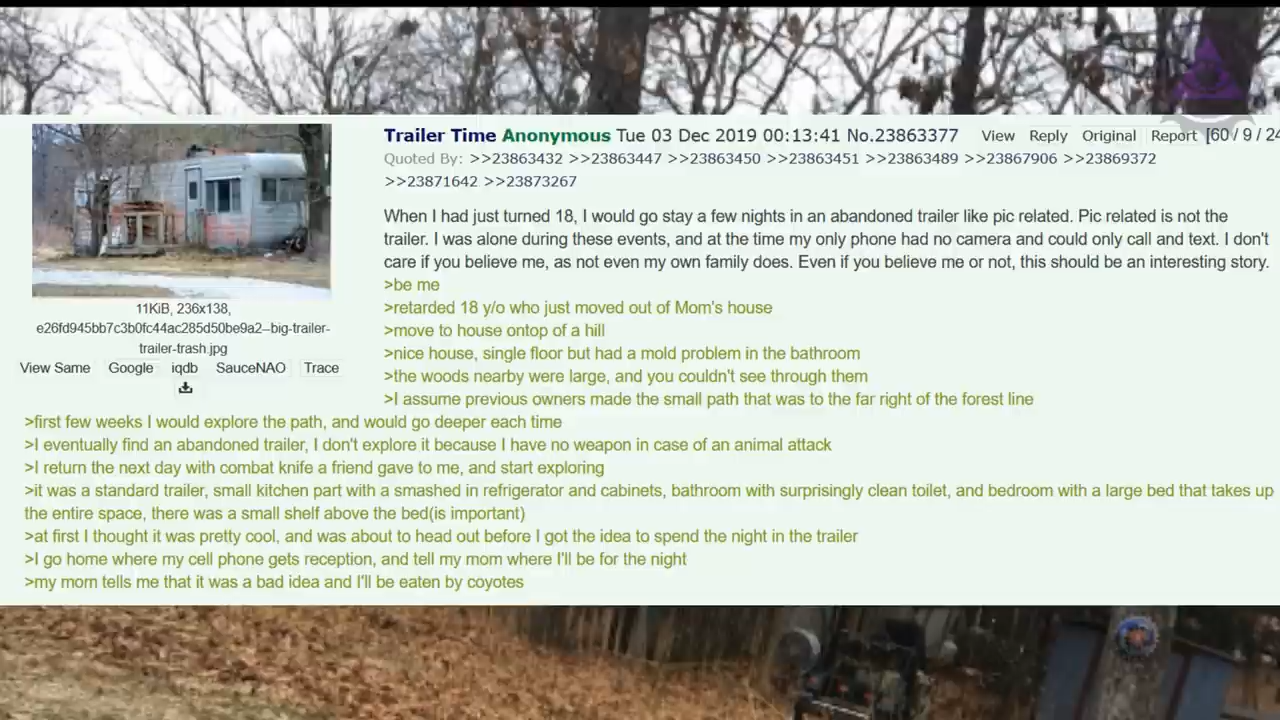 Trailer Time Anonymous Tue 03 Dec 2019 00:13:41 No.23863377 View Reply Original Report [60 / 9 / 24
Quoted By: >>23863432 >>23863447 >>23863450 >>23863451 >>23863489 >>23867906 >>23869372
>>23871642 >>23873267
When I had just turned 18, I would go stay a few nights in an abandoned trailer like pic related. Pic related is not the
trailer. I was alone during these events, and at the time my only phone had no camera and could only call and text. I don't
care if you believe me, as not even my own family does. Even if you believe me or not, this should be an interesting story.
>be me
>retarded 18 y/o who just moved out of Mom's house
>move to house ontop of a hill
>nice house, single floor but had a mold problem in the bathroom
>the woods nearby were large, and you couldn't see through them
>I assume previous owners made the small path that was to the far right of the forest line
11KiB, 236x138,
e26fd945bb7c3b0fc44ac285d50be9a2--big-trailer-
trailer-trash.jpg
View Same Google iqdb SauceNAO Trace
>first few weeks I would explore the path, and would go deeper each time
>I eventually find an abandoned trailer, I don't explore it because I have no weapon in case of an animal attack
>I return the next day with combat knife a friend gave to me, and start exploring
>it was a standard trailer, small kitchen part with a smashed in refrigerator and cabinets, bathroom with surprisingly clean toilet, and bedroom with a large bed that takes up
the entire space, there was a small shelf above the bed(is important)
>at first I thought it was pretty cool, and was about to head out before I got the idea to spend the night in the trailer
>I go home where my cell phone gets reception, and tell my mom where I'll be for the night
>my mom tells me that it was a bad idea and I'll be eaten by coyotes